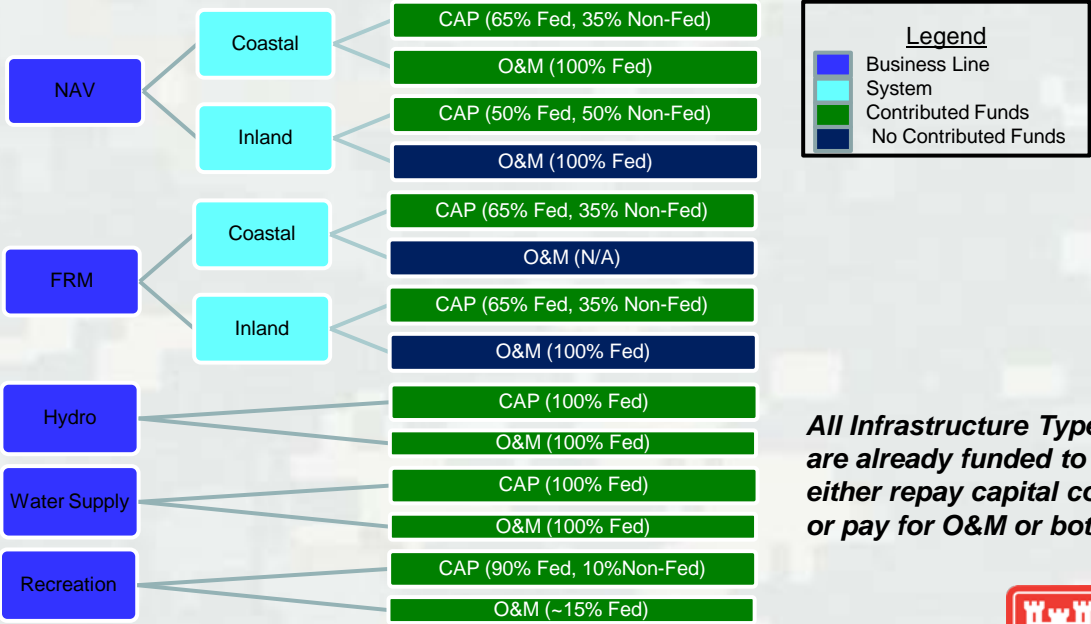 NAV
Coastal
CAP (65% Fed, 35% Non-Fed)
O&M (100% Fed)
Inland
CAP (50% Fed, 50% Non-Fed)
O&M (100% Fed)
FRM
Coastal
CAP (65% Fed, 35% Non-Fed)
O&M (N/A)
Inland
CAP (65% Fed, 35% Non-Fed)
O&M (100% Fed)
Hydro
CAP (100% Fed)
O&M (100% Fed)
Water Supply
CAP (100% Fed)
O&M (100% Fed)
Recreation
CAP (90% Fed, 10%Non-Fed)
O&M (~15% Fed)
Legend
Business Line
System
Contributed Funds
No Contributed Funds
All Infrastructure Type
are already funded to
either repay capital co
or pay for O&M or bot